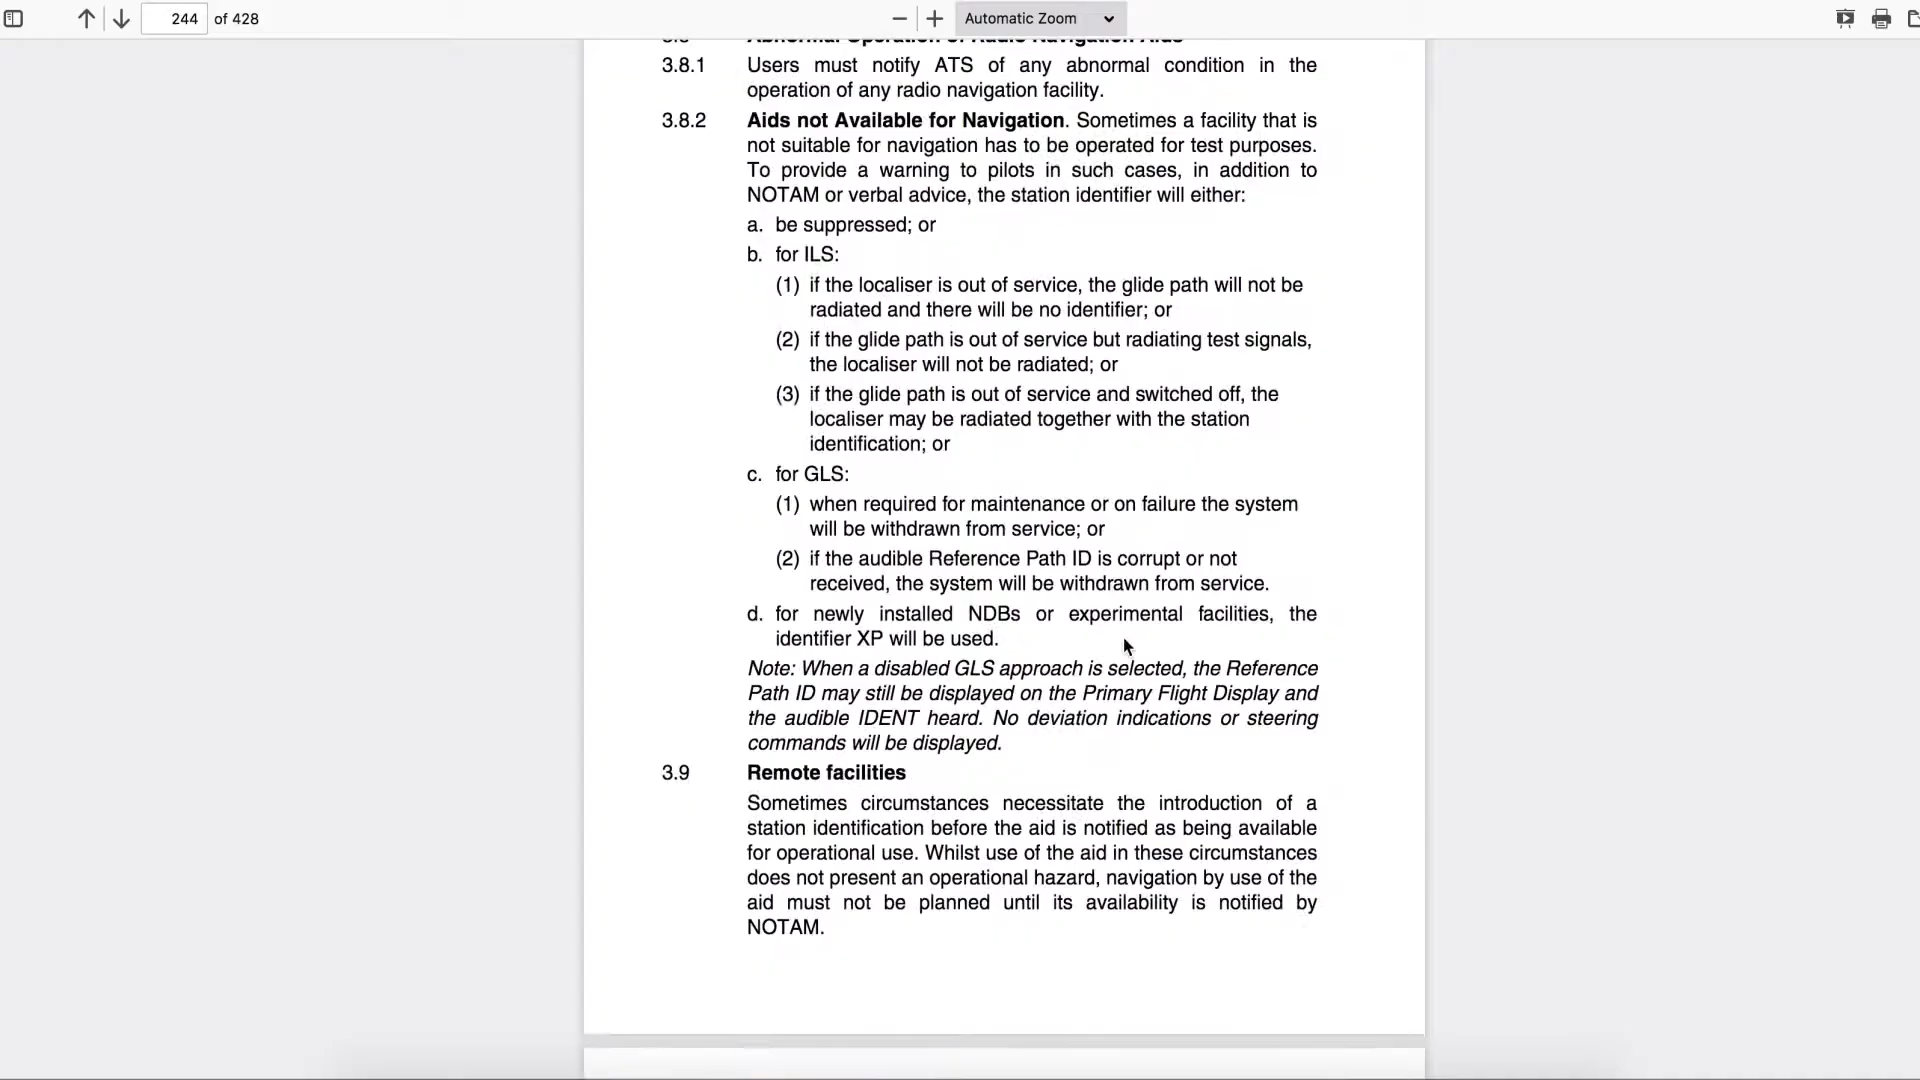 244 of 428
Automatic Zoom
3.8 Abnormal Operation of Radio Navigation Aids
3.8.1 Users must notify ATS of any abnormal condition in the
operation of any radio navigation facility.
3.8.2 Aids not Available for Navigation. Sometimes a facility that is
not suitable for navigation has to be operated for test purposes.
To provide a warning to pilots in such cases, in addition to
NOTAM or verbal advice, the station identifier will either:
a. be suppressed; or
b. for ILS:
(1) if the localiser is out of service, the glide path will not be
radiated and there will be no identifier; or
(2) if the glide path is out of service but radiating test signals,
the localiser will not be radiated; or
(3) if the glide path is out of service and switched off, the
localiser may be radiated together with the station
identification; or
c. for GLS:
(1) when required for maintenance or on failure the system
will be withdrawn from service; or
(2) if the audible Reference Path ID is corrupt or not
received, the system will be withdrawn from service.
d. for newly installed NDBs or experimental facilities, the
identifier XP will be used.
Note: When a disabled GLS approach is selected, the Reference
Path ID may still be displayed on the Primary Flight Display and
the audible IDENT heard. No deviation indications or steering
commands will be displayed.
3.9 Remote facilities
Sometimes circumstances necessitate the introduction of a
station identification before the aid is notified as being available
for operational use. Whilst use of the aid in these circumstances
does not present an operational hazard, navigation by use of the
aid must not be planned until its availability is notified by
NOTAM.